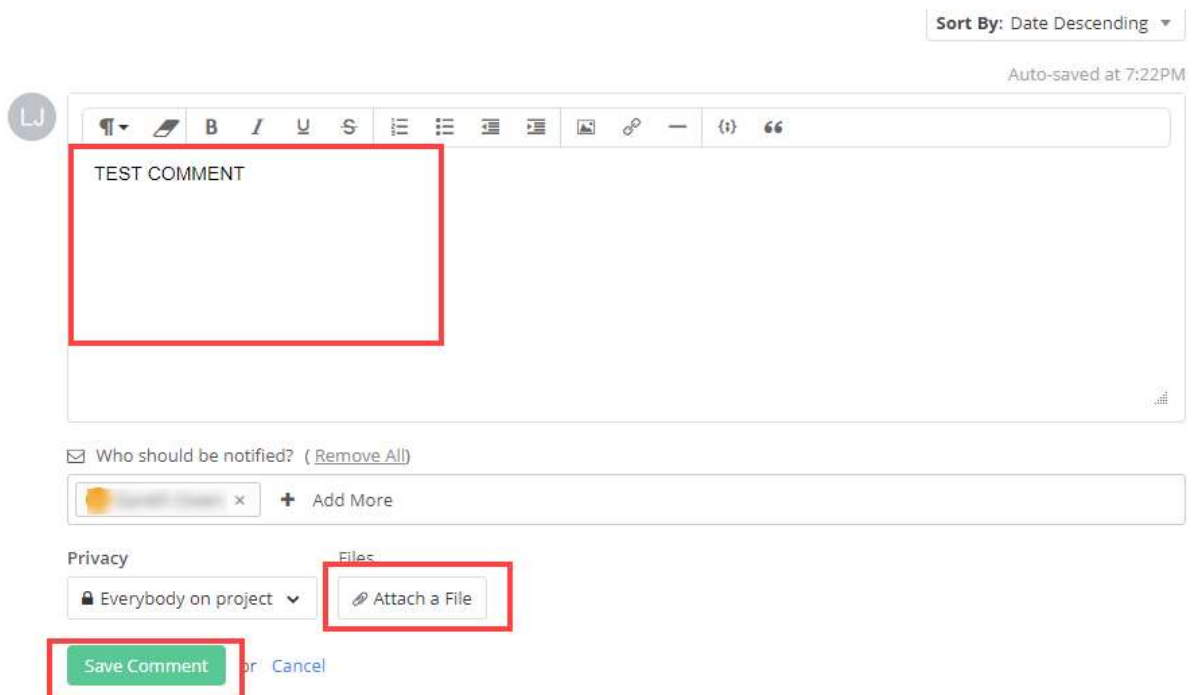 Sort By: Date Descending
Auto-saved at 7:22PM
LJ
B I U S
TEST COMMENT
Who should be notified? ( Remove All)
× + Add More
Privacy Files
Everybody on project Attach a File
Save Comment or Cancel